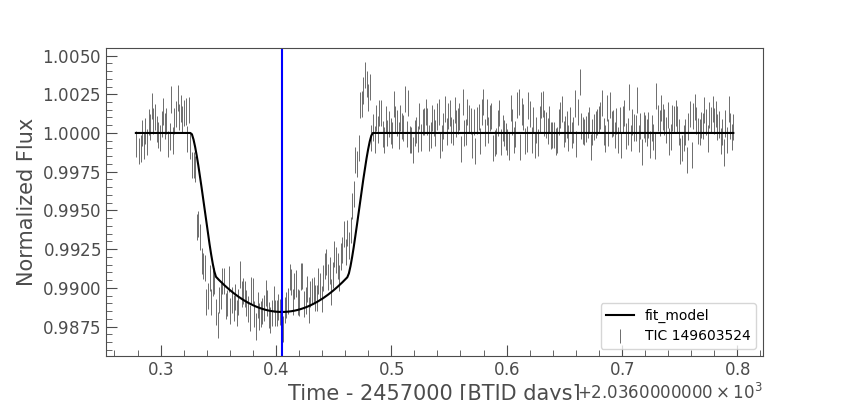 Normalized Flux
1.0050
1.0025
1.0000
0.9975
0.9950
0.9925
0.9900
0.9875
fit_model
TIC 149603524
0.3 0.4 0.5 0.6 0.7 0.8
Time - 2457000 [BTJD days] +2.0360000000 × 10³